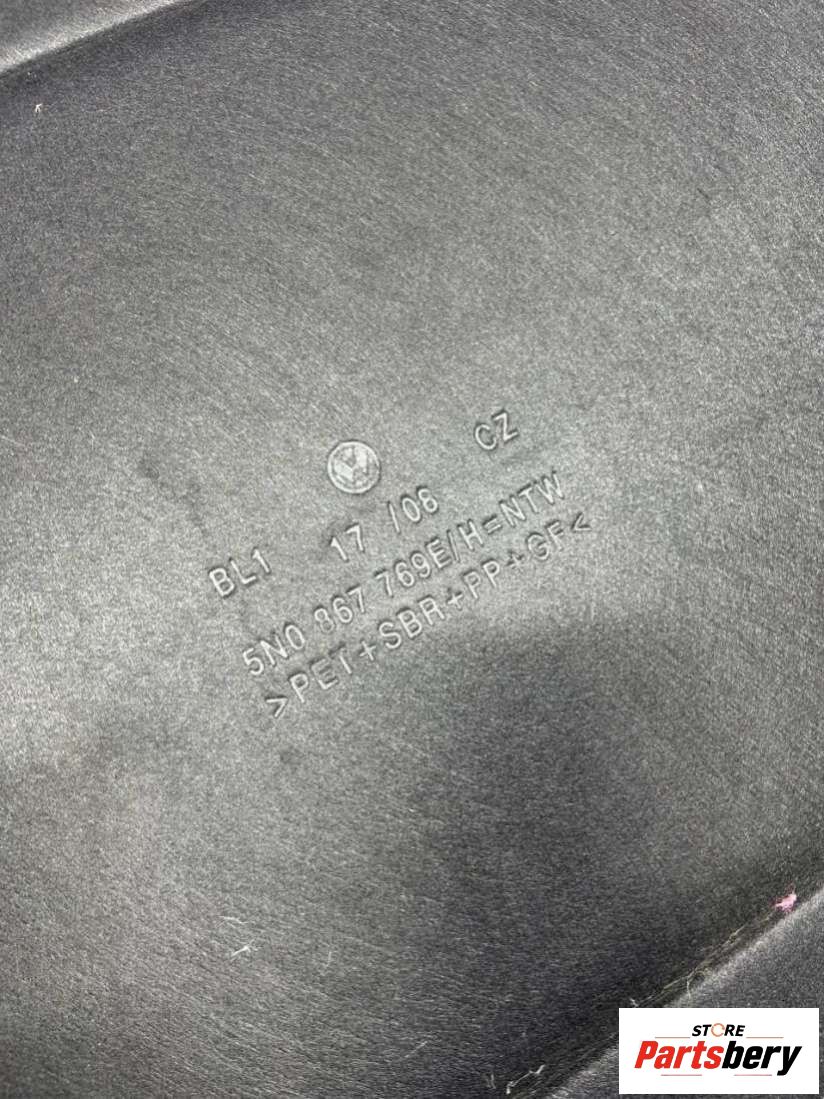 CZ
BL1 17 /08
5N0 867 769E/H=NTW
>PET+SBR+PP+GF<
STORE
Partsbery